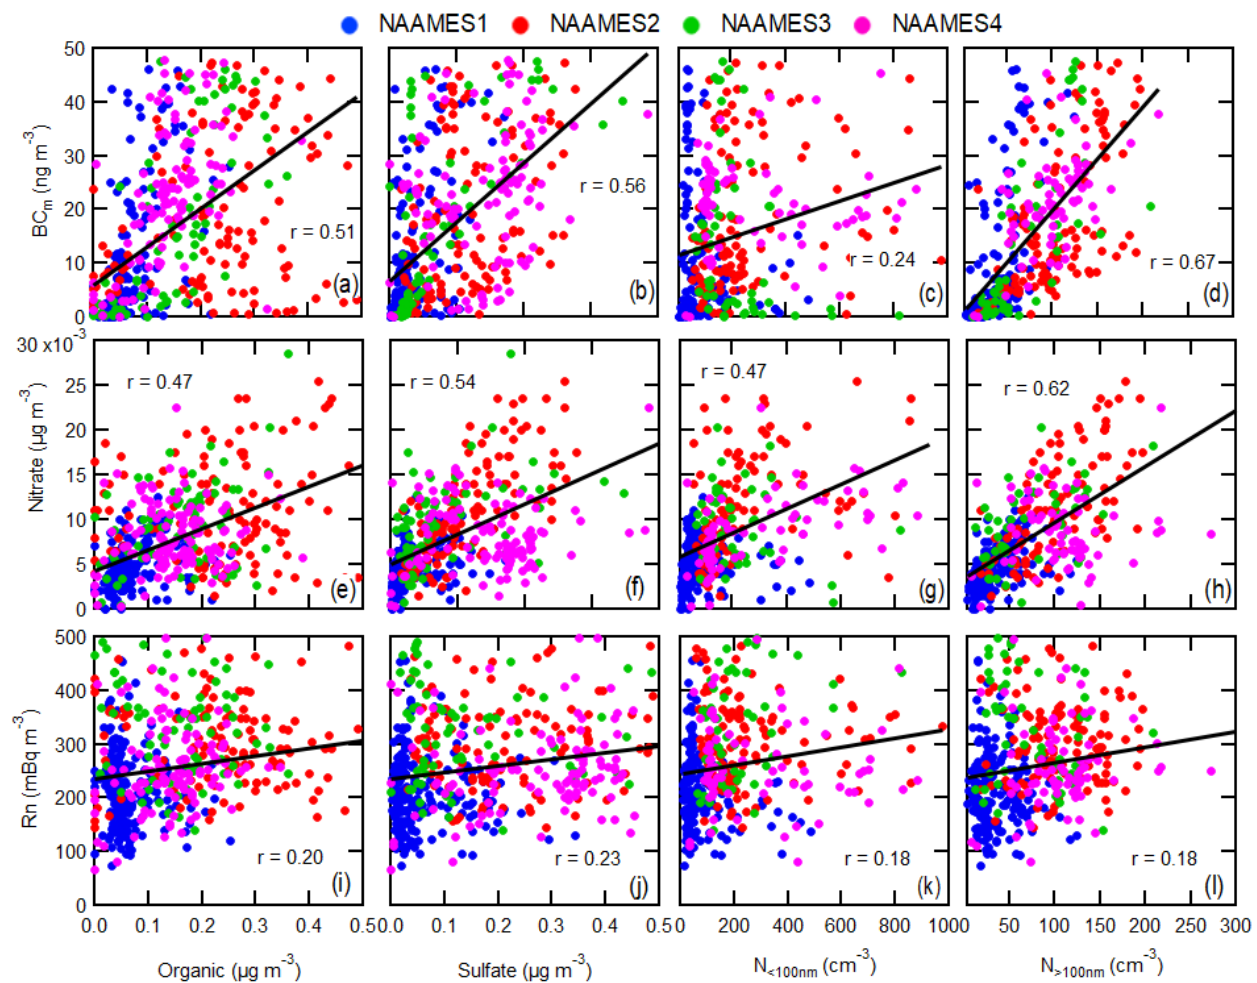 NAAMES1 NAAMES2 NAAMES3 NAAMES4
BCm (ng m-3)
50
40
30
20
10
0
r = 0.51
(a)
r = 0.56
(b)
r = 0.24
(c)
r = 0.67
(d)
Nitrate (µg m-3)
30 x10-3
25
20
15
10
5
0
r = 0.47
(e)
r = 0.54
(f)
r = 0.47
(g)
r = 0.62
(h)
Rn (mBq m-3)
500
400
300
200
100
0
r = 0.20
(i)
r = 0.23
(j)
r = 0.18
(k)
r = 0.18
(l)
0.0 0.1 0.2 0.3 0.4 0.5
0.0 0.1 0.2 0.3 0.4 0.5
0 200 400 600 800 1000
0 50 100 150 200 250 300
Organic (µg m-3)
Sulfate (µg m-3)
N<100nm (cm-3)
N>100nm (cm-3)